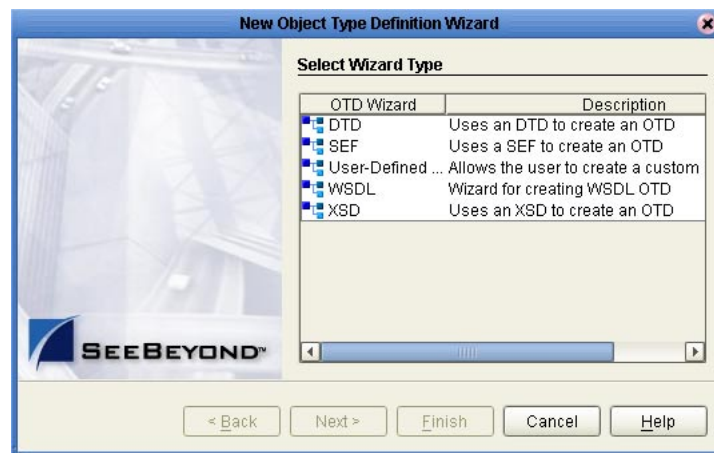 New Object Type Definition Wizard
Select Wizard Type
OTD Wizard Description
DTD Uses an DTD to create an OTD
SEF Uses a SEF to create an OTD
User-Defined ... Allows the user to create a custom
WSDL Wizard for creating WSDL OTD
XSD Uses an XSD to create an OTD
SEEBEYOND™
< Back Next > Finish Cancel Help